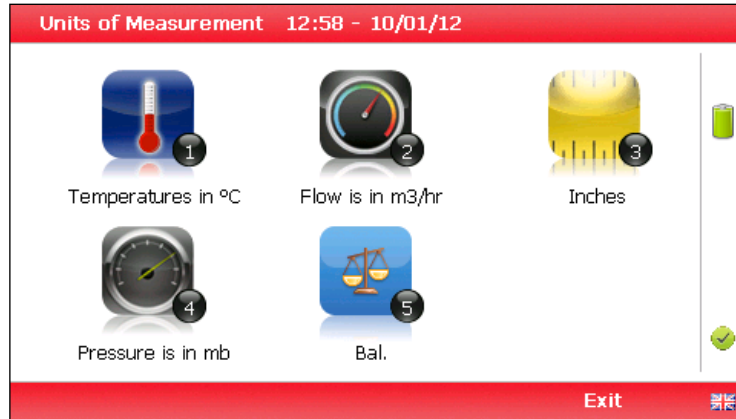 Units of Measurement 12:58 - 10/01/12
1 2 3
Temperatures in ºC Flow is in m3/hr Inches
4 5
Pressure is in mb Bal.
Exit